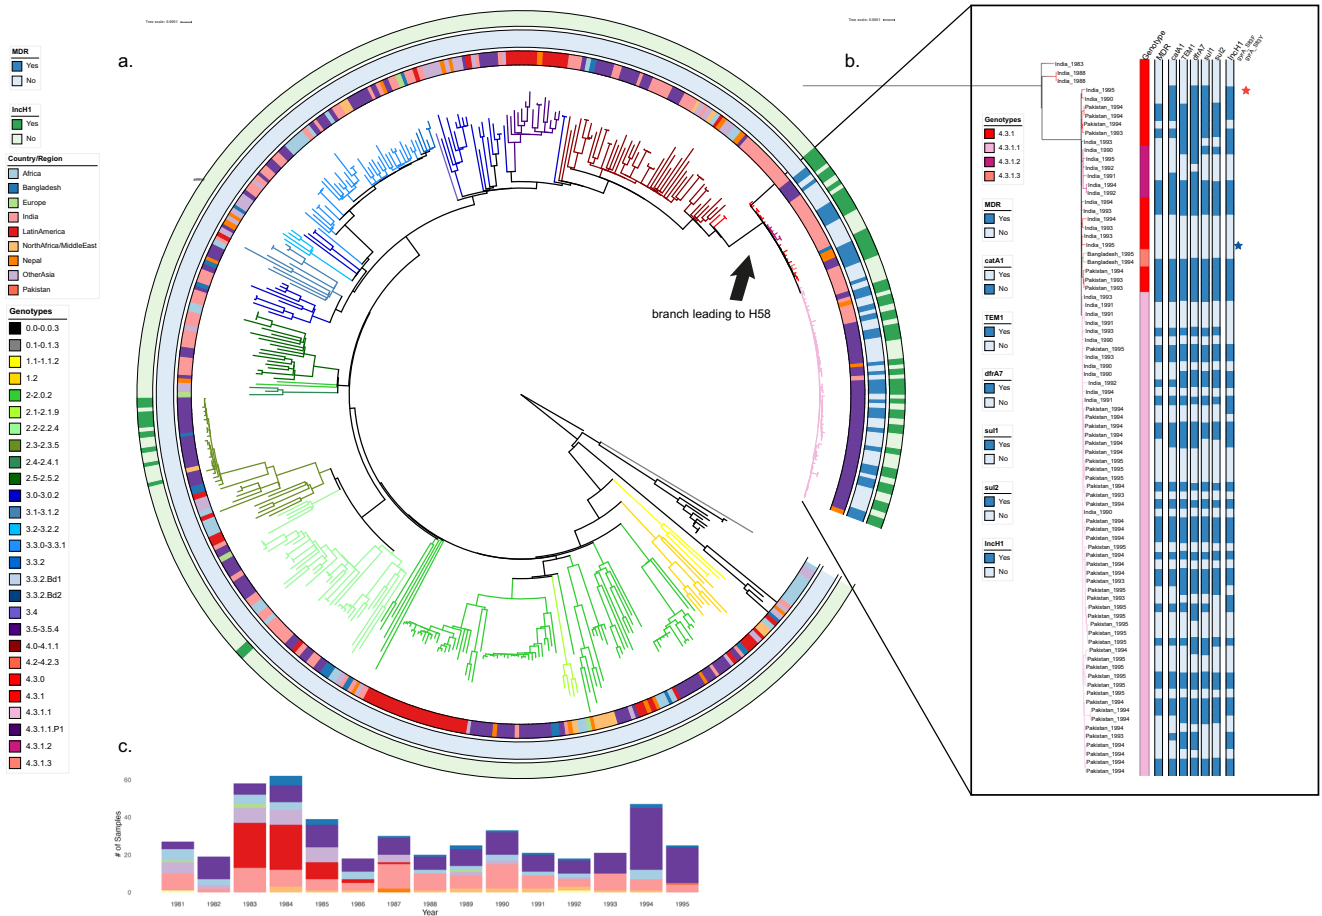 Tree scale: 0.0001
Tree scale: 0.0001
a.
b.
MDR
Yes
No
IncH1
Yes
No
Country/Region
Africa
Bangladesh
Europe
India
LatinAmerica
NorthAfrica/MiddleEast
Nepal
OtherAsia
Pakistan
Genotypes
0.0-0.0.3
0.1-0.1.3
1.1-1.1.2
1.2
2-2.0.2
2.1-2.1.9
2.2-2.2.4
2.3-2.3.5
2.4-2.4.1
2.5-2.5.2
3.0-3.0.2
3.1-3.1.2
3.2-3.2.2
3.3.0-3.3.1
3.3.2
3.3.2.Bd1
3.3.2.Bd2
3.4
3.5-3.5.4
4.0-4.1.1
4.2-4.2.3
4.3.0
4.3.1
4.3.1.1
4.3.1.1.P1
4.3.1.2
4.3.1.3
branch leading to H58
Genotypes
4.3.1
4.3.1.1
4.3.1.2
4.3.1.3
MDR
Yes
No
catA1
Yes
No
TEM1
Yes
No
dfrA7
Yes
No
sul1
Yes
No
sul2
Yes
No
IncH1
Yes
No
Genotype
MDR
catA1
TEM1
dfrA7
sul1
sul2
IncH1
gyrA_S83F
gyrA_S83Y
India_1983
India_1988
India_1988
India_1995
India_1990
Pakistan_1994
Pakistan_1994
Pakistan_1994
Pakistan_1993
India_1993
India_1990
India_1995
India_1992
India_1991
India_1994
India_1992
India_1994
India_1993
India_1994
India_1993
India_1993
India_1995
Bangladesh_1995
Bangladesh_1994
Pakistan_1994
Pakistan_1993
Pakistan_1993
India_1993
India_1991
India_1991
India_1991
India_1993
India_1990
Pakistan_1995
India_1993
India_1990
India_1990
India_1992
India_1994
India_1991
Pakistan_1994
Pakistan_1994
Pakistan_1994
Pakistan_1994
Pakistan_1994
Pakistan_1994
Pakistan_1995
Pakistan_1995
Pakistan_1995
Pakistan_1994
Pakistan_1993
Pakistan_1994
India_1990
Pakistan_1994
Pakistan_1994
Pakistan_1994
Pakistan_1995
Pakistan_1994
Pakistan_1994
Pakistan_1994
Pakistan_1993
Pakistan_1995
Pakistan_1993
Pakistan_1995
Pakistan_1995
Pakistan_1995
Pakistan_1995
Pakistan_1995
Pakistan_1994
Pakistan_1995
Pakistan_1995
Pakistan_1995
Pakistan_1995
Pakistan_1995
Pakistan_1994
Pakistan_1994
Pakistan_1994
Pakistan_1994
Pakistan_1993
Pakistan_1994
Pakistan_1994
Pakistan_1994
Pakistan_1994
c.
# of Samples
60
40
20
0
1981 1982 1983 1984 1985 1986 1987 1988 1989 1990 1991 1992 1993 1994 1995
Year